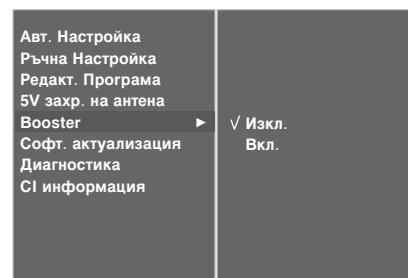 Авт. Настройка
Ръчна Настройка
Редакт. Програма
5V захр. на антена
Booster ►
√ Изкл.
Вкл.
Софт. актуализация
Диагностика
CI информация